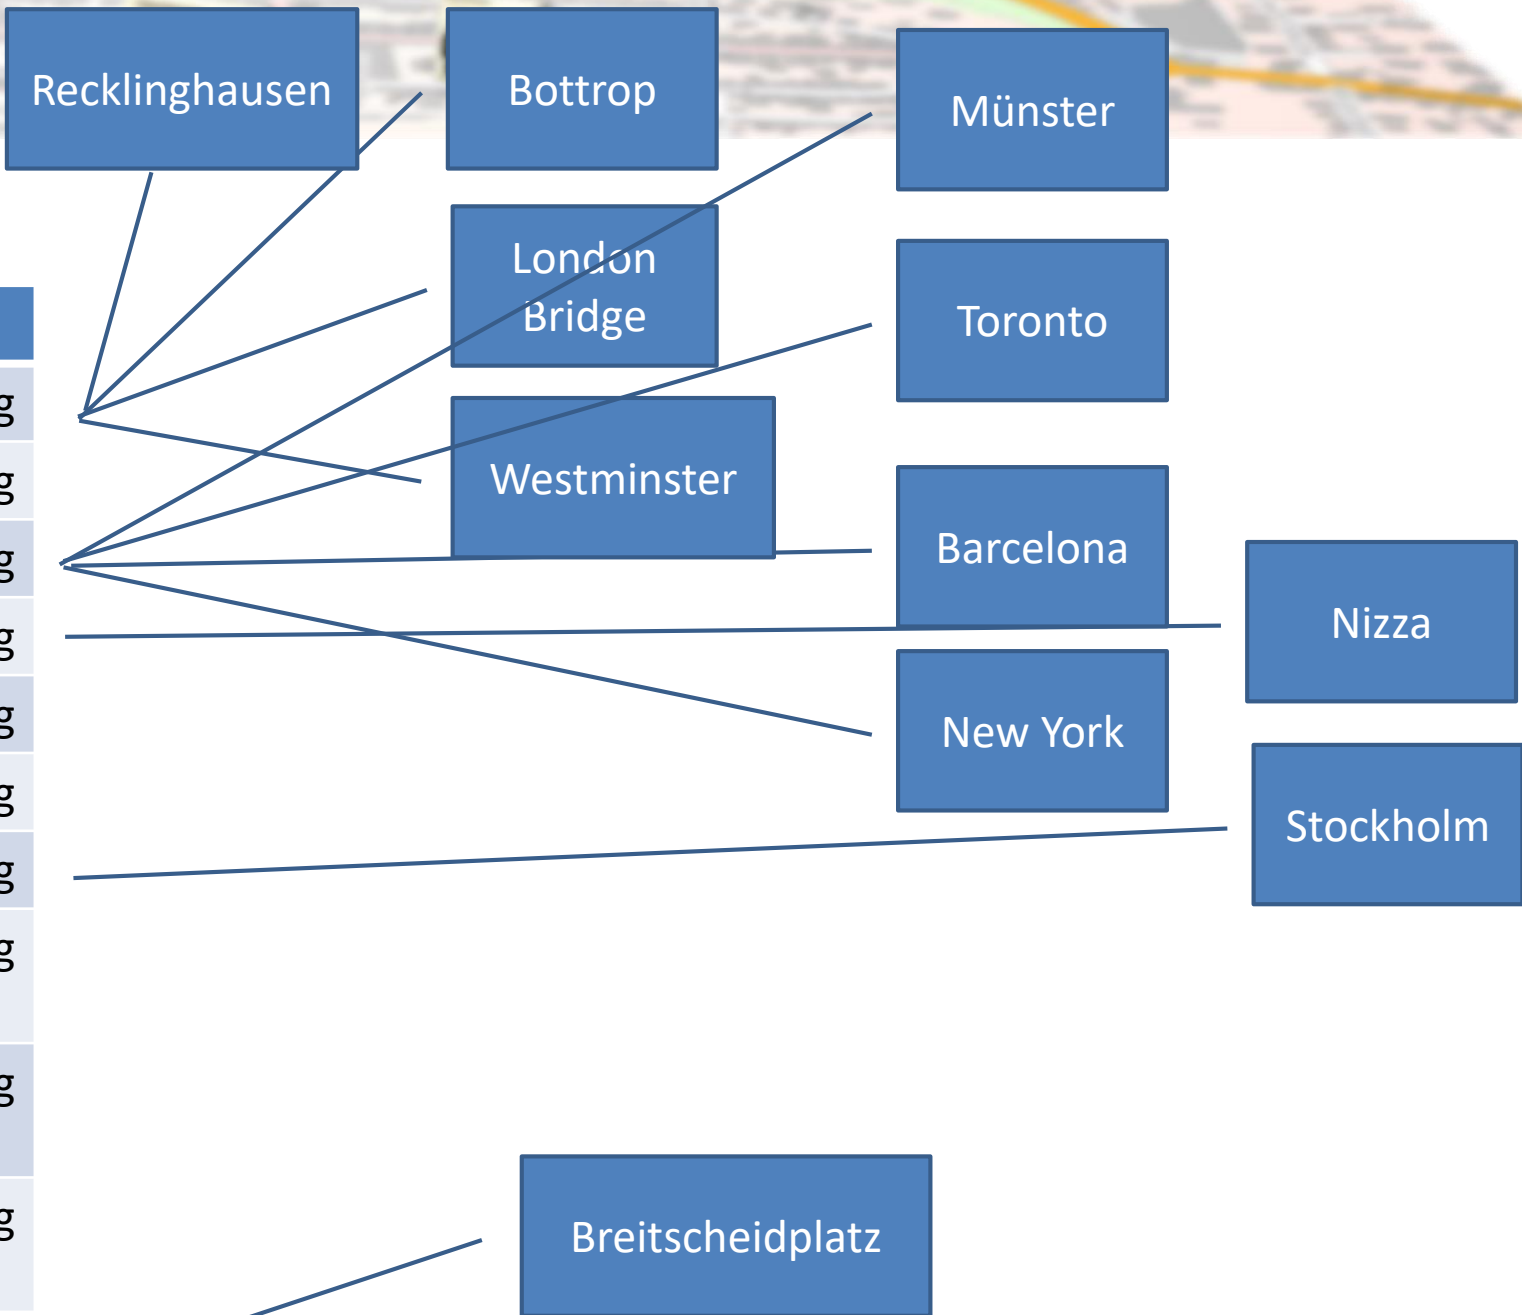 Recklinghausen
Bottrop
Münster
London
Bridge
Toronto
g
g
Westminster
g
Barcelona
g
Nizza
g
New York
g
Stockholm
g
g
g
g
Breitscheidplatz